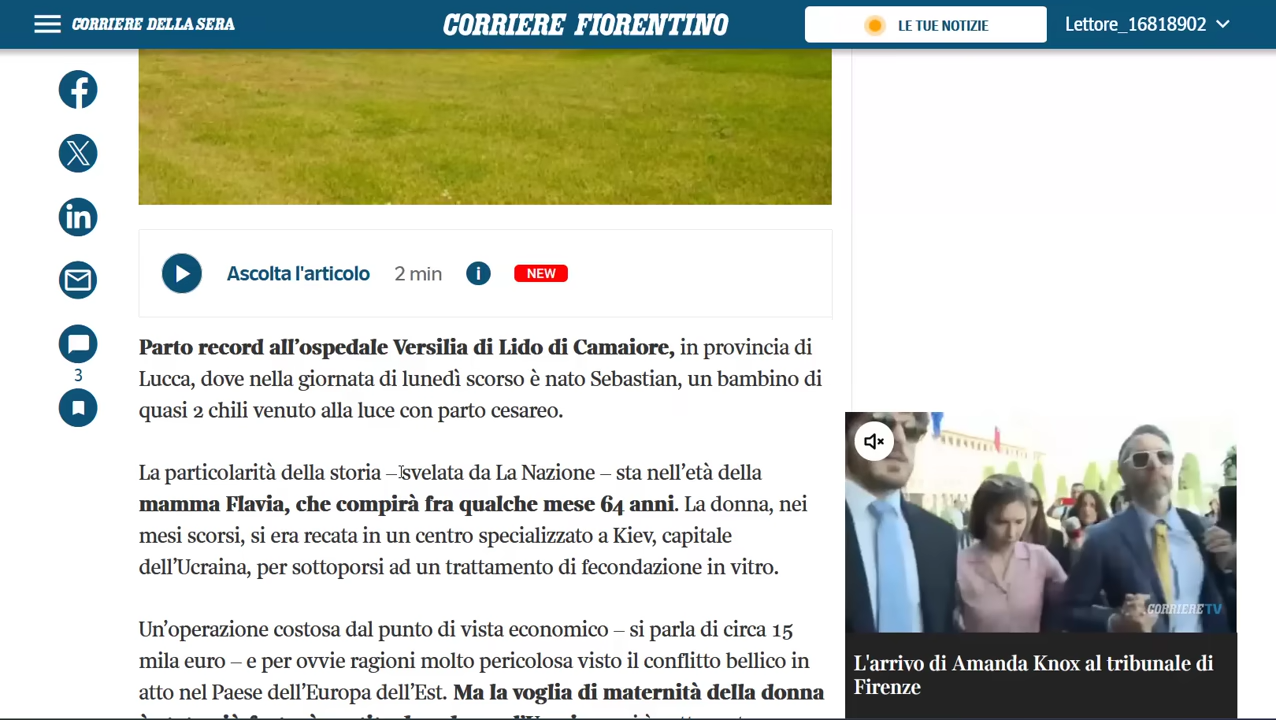 CORRIERE DELLA SERA
CORRIERE FIORENTINO
LE TUE NOTIZIE
Lettore_16818902
Ascolta l'articolo 2 min i NEW
3
Parto record all’ospedale Versilia di Lido di Camaiore, in provincia di
Lucca, dove nella giornata di lunedì scorso è nato Sebastian, un bambino di
quasi 2 chili venuto alla luce con parto cesareo.
La particolarità della storia – svelata da La Nazione – sta nell’età della
mamma Flavia, che compirà fra qualche mese 64 anni. La donna, nei
mesi scorsi, si era recata in un centro specializzato a Kiev, capitale
dell’Ucraina, per sottoporsi ad un trattamento di fecondazione in vitro.
Un’operazione costosa dal punto di vista economico – si parla di circa 15
mila euro – e per ovvie ragioni molto pericolosa visto il conflitto bellico in
atto nel Paese dell’Europa dell’Est. Ma la voglia di maternità della donna
CORRIERETV
L'arrivo di Amanda Knox al tribunale di
Firenze